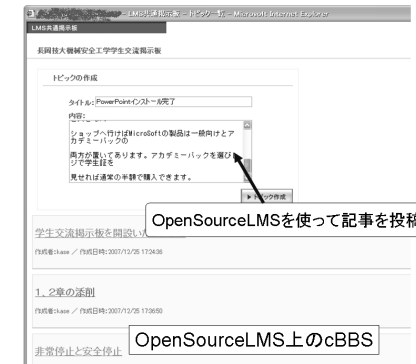 - LMS共通掲示板 - トピック一覧 - Microsoft Internet Explorer
LMS共通掲示板
長岡技大機械安全工学学生交流掲示板
トピックの作成
タイトル: PowerPointインストール完了
内容:
ショップへ行けばMicroSoftの製品は一般向けとア
カデミーパックの
両方が置いてあります。アカデミーパックを選び
ジで学生証を
見せれば通常の半額で購入できます。
作成
OpenSourceLMSを使って記事を投稿
学生交流掲示板を開設い
作成者:kase / 作成日時:2007/12/25 17:24:06
1、2章の添削
作成者:kase / 作成日時:2007/12/25 17:36:50
OpenSourceLMS上のcBBS
非常停止と安全停止